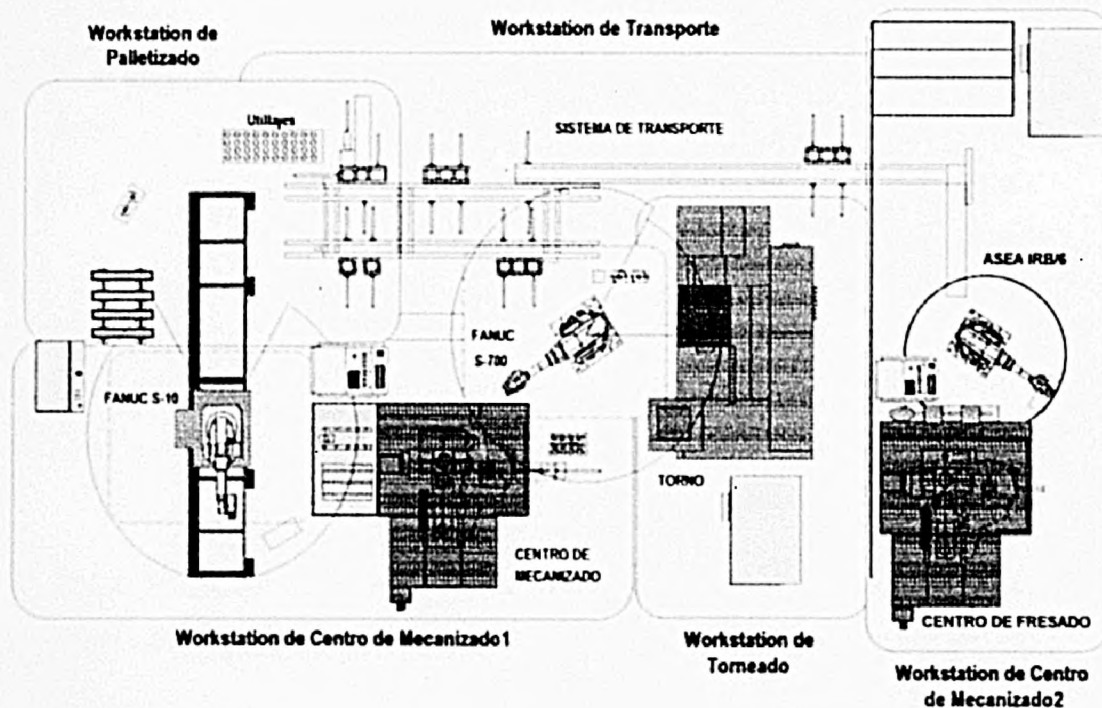 Workstation de
Palletizado
Workstation de Transporte
Utillajes
SISTEMA DE TRANSPORTE
ASEA IRB/6
FANUC
S-700
FANUC S-10
TORNO
CENTRO DE
MECANIZADO
CENTRO DE FRESADO
Workstation de Centro de Mecanizado1
Workstation de
Torneado
Workstation de Centro
de Mecanizado2